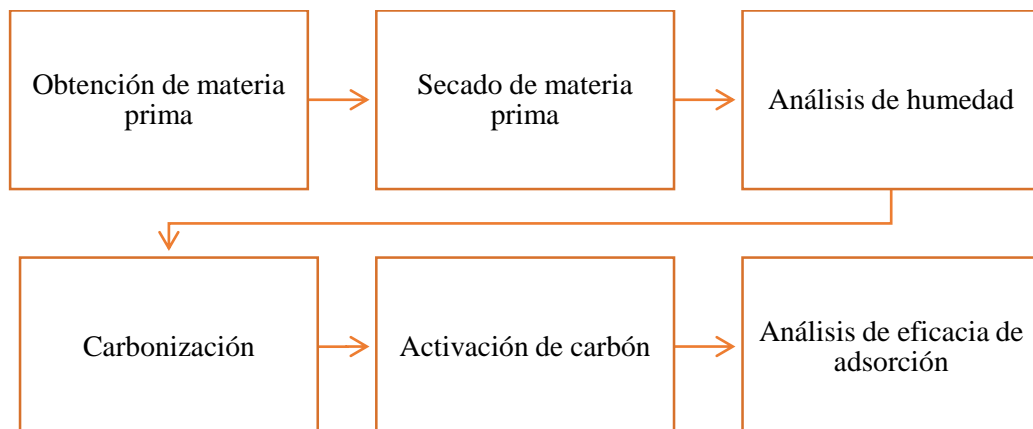 Obtención de materia
prima
Secado de materia
prima
Análisis de humedad
Carbonización
Activación de carbón
Análisis de eficacia de
adsorción